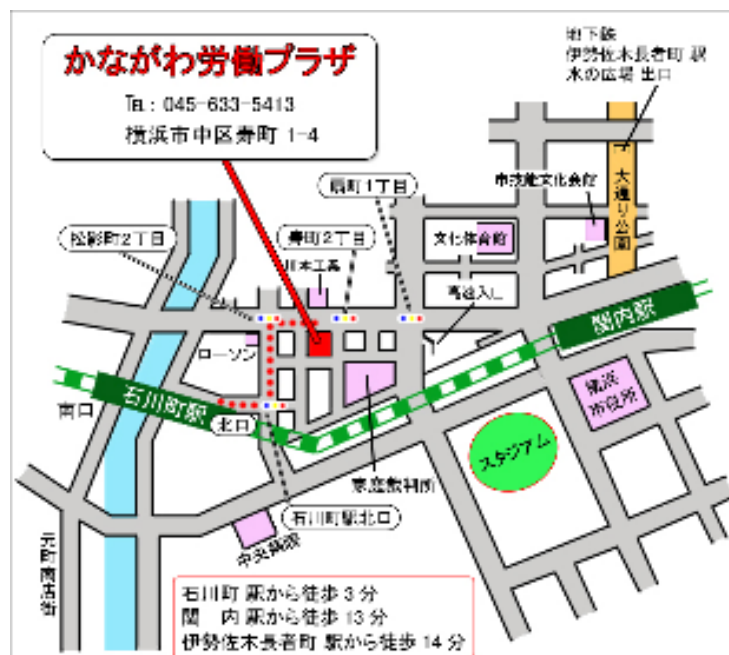 かながわ労働プラザ
TEL: 045-633-5413
横浜市中区寿町 1-4
地下鉄
伊勢佐木長者町 駅
水の広場 出口
扇町1丁目
市技能文化会館
大通り公園
松影町2丁目
寿町2丁目
文化体育館
川本工業
高速入口
関内駅
ローソン
石川町駅
南口
北口
横浜
市役所
スタジアム
家庭裁判所
石川町駅北口
中央病院
元町商店街
石川町 駅から徒歩 3 分
関 内 駅から徒歩 13 分
伊勢佐木長者町 駅から徒歩 14 分